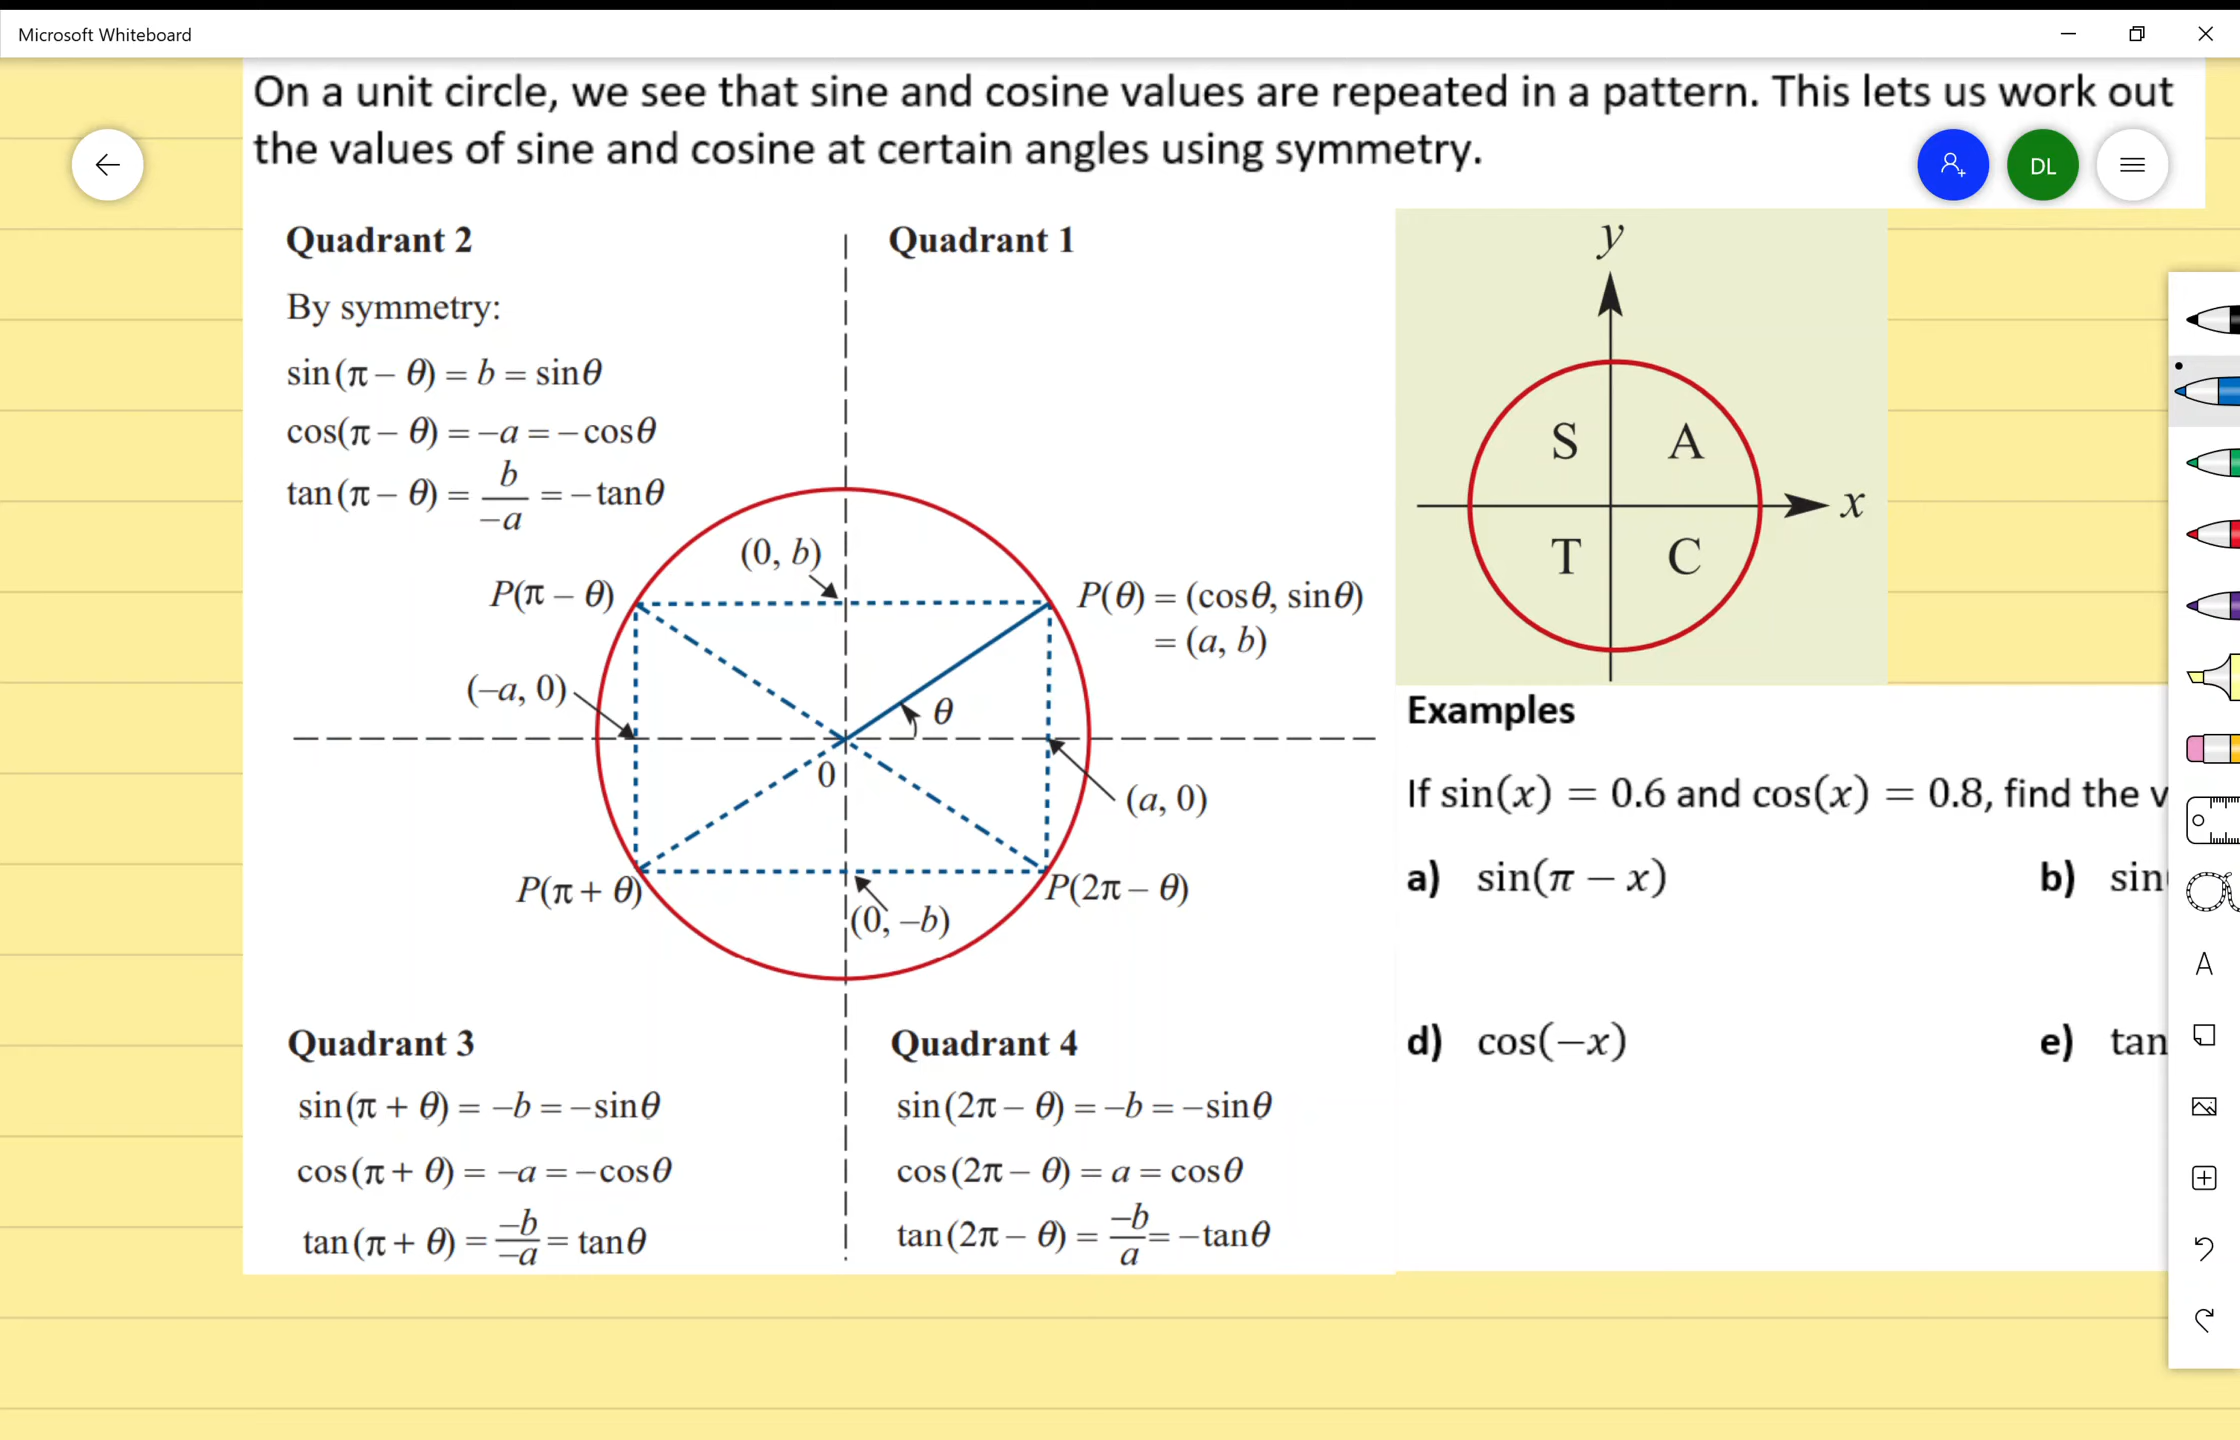 Microsoft Whiteboard
On a unit circle, we see that sine and cosine values are repeated in a pattern. This lets us work out
the values of sine and cosine at certain angles using symmetry.
DL
Quadrant 2
By symmetry:
sin(π – θ) = b = sinθ
cos(π – θ) = –a = –cosθ
tan(π – θ) = b/–a = –tanθ
Quadrant 1
(0, b)
P(π – θ)
P(θ) = (cosθ, sinθ)
= (a, b)
(–a, 0)
θ
0
(a, 0)
P(π + θ)
(0, –b)
P(2π – θ)
Quadrant 3
sin(π + θ) = –b = –sinθ
cos(π + θ) = –a = –cosθ
tan(π + θ) = –b/–a = tanθ
Quadrant 4
sin(2π – θ) = –b = –sinθ
cos(2π – θ) = a = cosθ
tan(2π – θ) = –b/a = –tanθ
y
S A
x
T C
Examples
If sin(x) = 0.6 and cos(x) = 0.8, find the v
a) sin(π − x)
b) sin
d) cos(−x)
e) tan
A